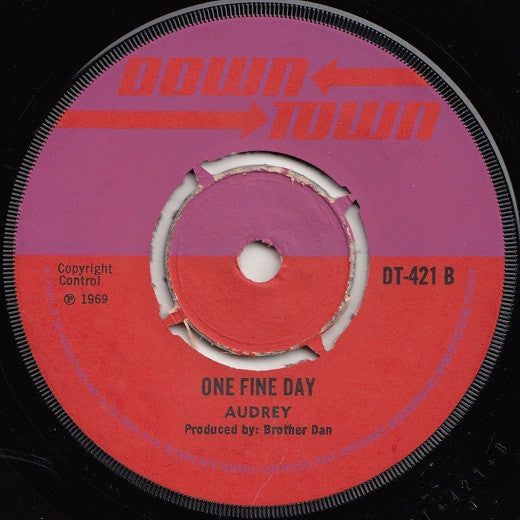 DOWN
TOWN
Copyright
Control
℗ 1969
DT-421 B
ONE FINE DAY
AUDREY
Produced by: Brother Dan